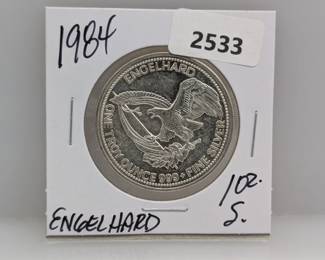 1984
2533
ENGELHARD
ONE TROY OUNCE 999+ FINE SILVER
ENGELHARD
1oz.
S.